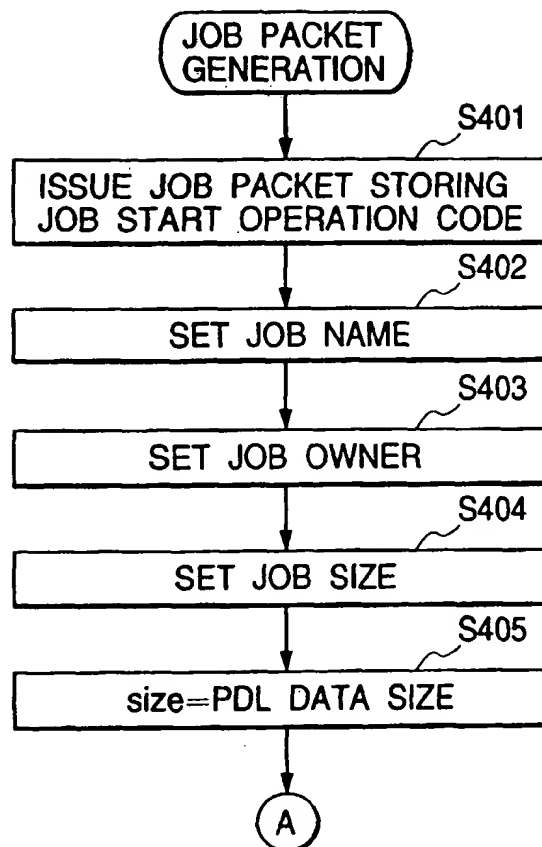 JOB PACKET
GENERATION
S401
ISSUE JOB PACKET STORING
JOB START OPERATION CODE
S402
SET JOB NAME
S403
SET JOB OWNER
S404
SET JOB SIZE
S405
size=PDL DATA SIZE
A